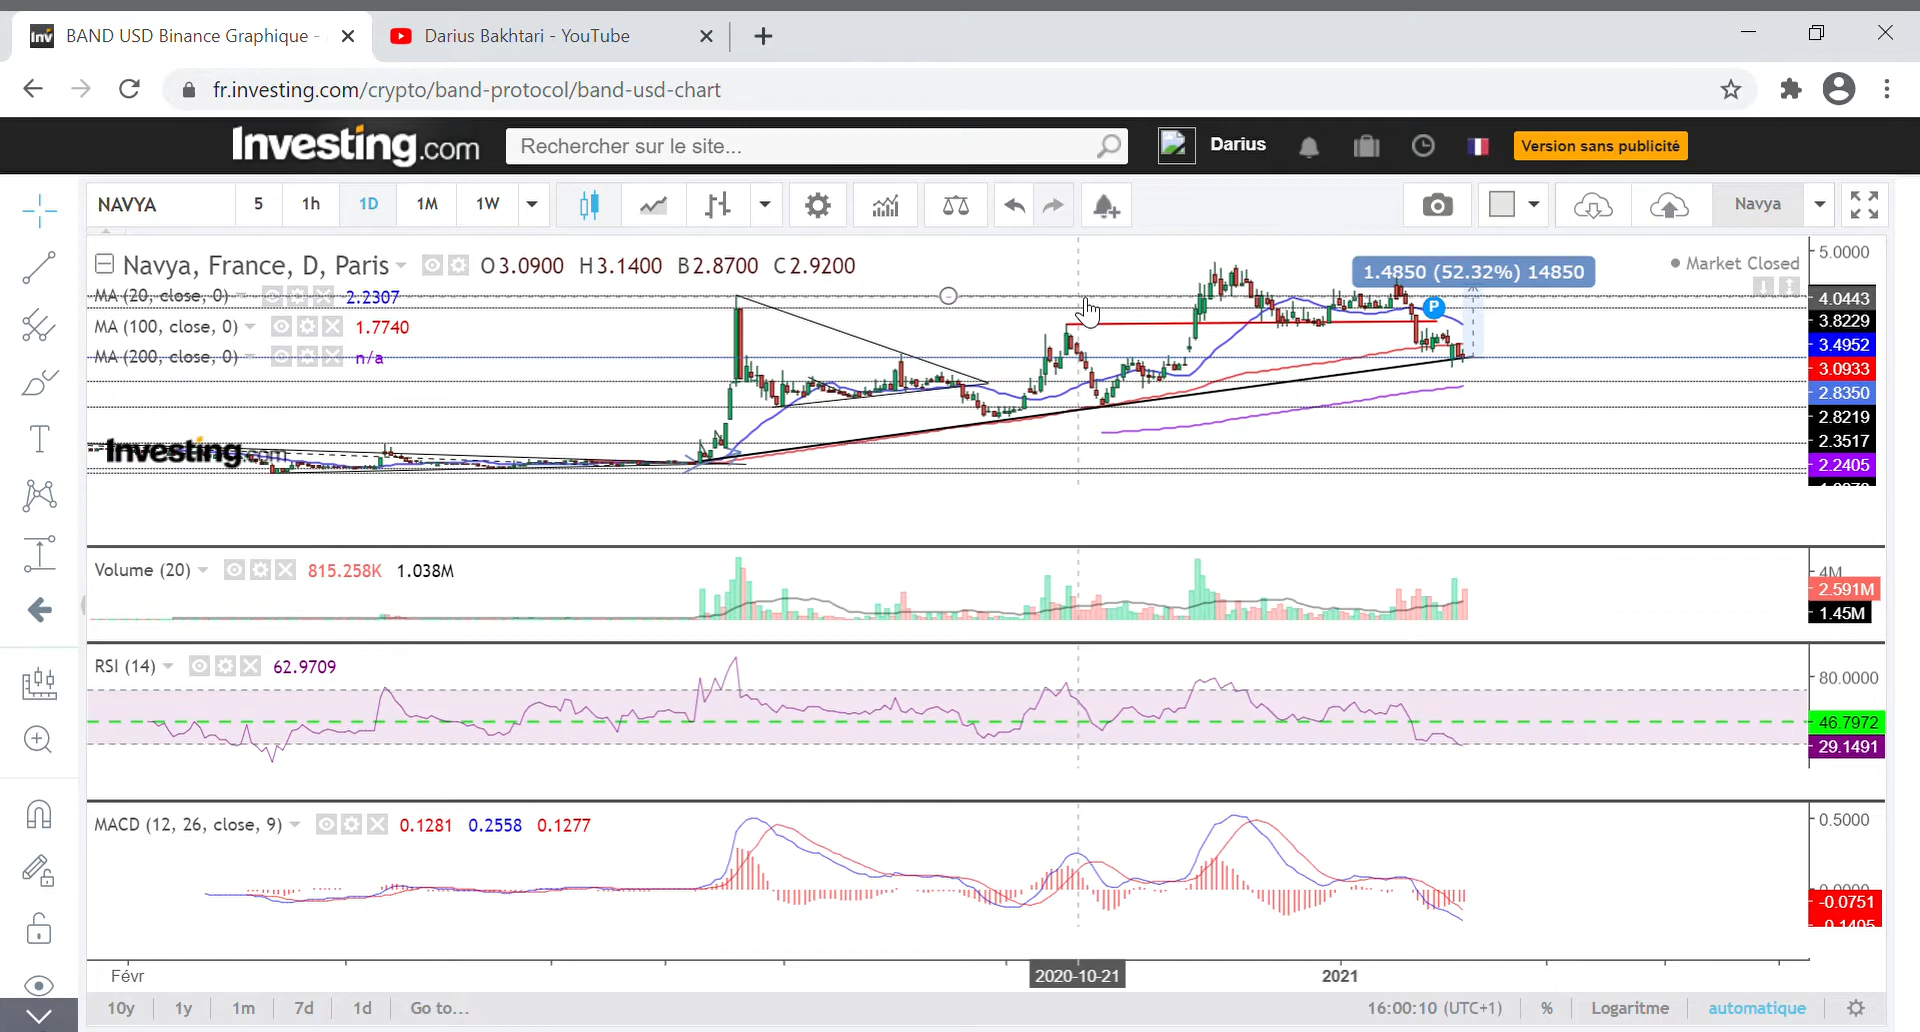 BAND USD Binance Graphique -
Darius Bakhtari - YouTube
fr.investing.com/crypto/band-protocol/band-usd-chart
Investing.com
Rechercher sur le site...
Darius
Version sans publicité
NAVYA 5 1h 1D 1M 1W
Navya
Navya, France, D, Paris O3.0900 H3.1400 B2.8700 C2.9200
MA (20, close, 0) 2.2307
MA (100, close, 0) 1.7740
MA (200, close, 0) n/a
1.4850 (52.32%) 14850
Market Closed
P
5.0000
4.0443
3.8229
3.4952
3.0933
2.8350
2.8219
2.3517
2.2405
Investing.com
Volume (20) 815.258K 1.038M
4M
2.591M
1.45M
RSI (14) 62.9709
80.0000
46.7972
29.1491
MACD (12, 26, close, 9) 0.1281 0.2558 0.1277
0.5000
0.0000
-0.0751
Févr 2020-10-21 2021
10y 1y 1m 7d 1d Go to...
16:00:10 (UTC+1) % Logaritme automatique